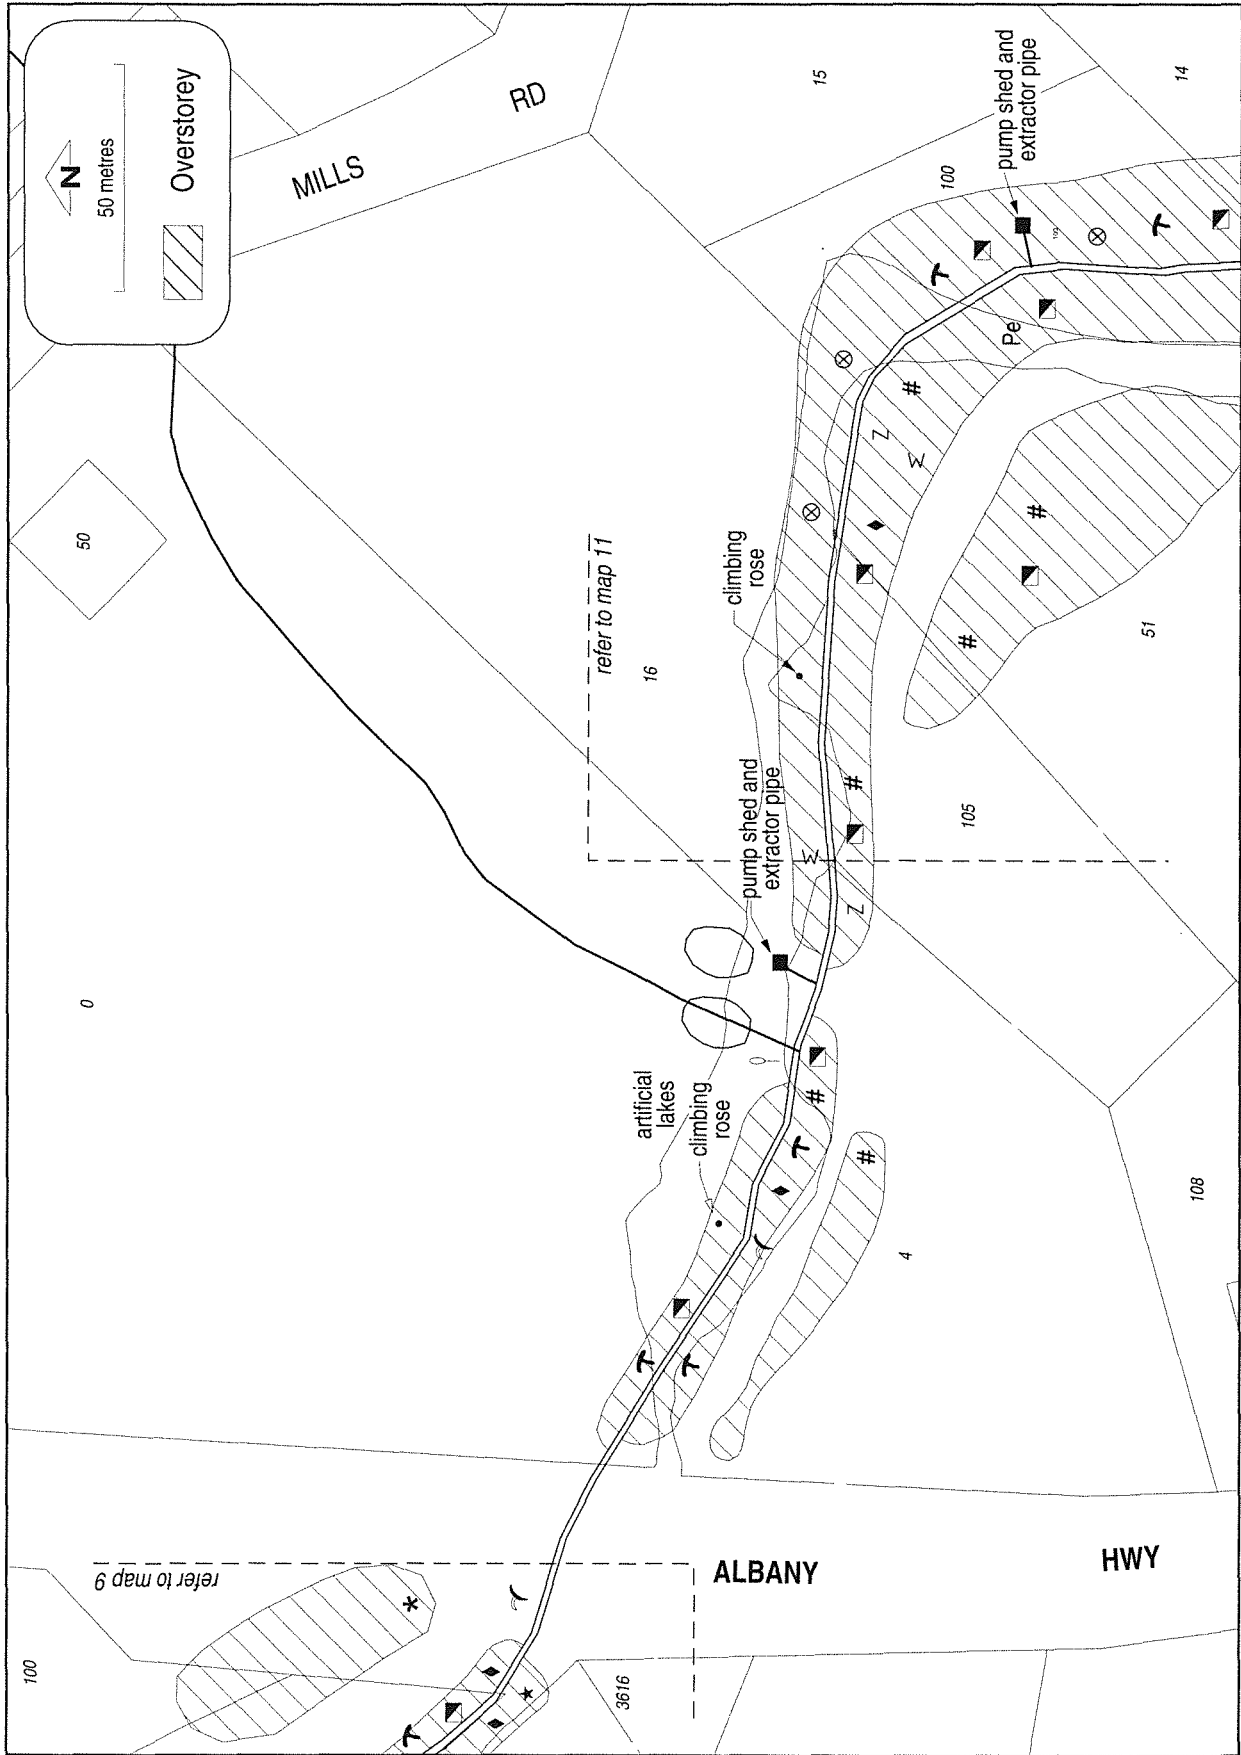 N
50 metres
Overstorey
MILLS
RD
15
14
pump shed and
extractor pipe
100
Pe
50
refer to map 11
16
climbing
rose
51
pump shed and
extractor pipe
105
0
artificial
lakes
climbing
rose
4
108
refer to map 9
ALBANY
HWY
100
3616